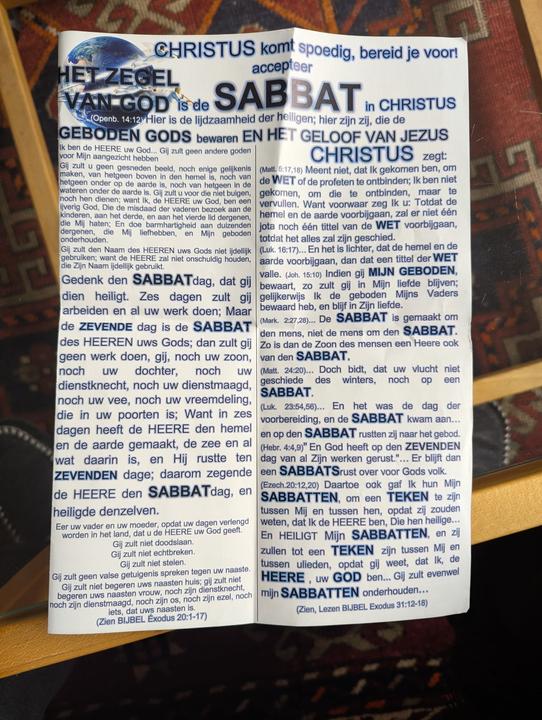 CHRISTUS komt spoedig, bereid je voor!
accepteer
HET ZEGEL
VAN GOD is de SABBAT in CHRISTUS
(Openb. 14:12) Hier is de lijdzaamheid der heiligen; hier zijn zij, die de
GEBODEN GODS bewaren EN HET GELOOF VAN JEZUS
Ik ben de HEERE uw God... Gij zult geen andere goden
voor Mijn aangezicht hebben
Gij zult u geen gesneden beeld, noch enige gelijkenis
maken, van hetgeen boven in den hemel is, noch van
hetgeen onder op de aarde is, noch van hetgeen in de
wateren onder de aarde is. Gij zult u voor die niet buigen,
noch hen dienen; want Ik, de HEERE uw God, ben een
ijverig God, Die de misdaad der vaderen bezoek aan de
kinderen, aan het derde, en aan het vierde lid dergenen,
die Mij haten; En doe barmhartigheid aan duizenden
dergenen, die Mij liefhebben, en Mijn geboden
onderhouden.
Gij zult den Naam des HEEREN uws Gods niet ijdellijk
gebruiken; want de HEERE zal niet onschuldig houden,
die Zijn Naam ijdellijk gebruikt.
Gedenk den SABBATdag, dat gij
dien heiligt. Zes dagen zult gij
arbeiden en al uw werk doen; Maar
de ZEVENDE dag is de SABBAT
des HEEREN uws Gods; dan zult gij
geen werk doen, gij, noch uw zoon,
noch uw dochter, noch uw
dienstknecht, noch uw dienstmaagd,
noch uw vee, noch uw vreemdeling,
die in uw poorten is; Want in zes
dagen heeft de HEERE den hemel
en de aarde gemaakt, de zee en al
wat daarin is, en Hij rustte ten
ZEVENDEN dage; daarom zegende
de HEERE den SABBATdag, en
heiligde denzelven.
Eer uw vader en uw moeder, opdat uw dagen verlengd
worden in het land, dat u de HEERE uw God geeft.
Gij zult niet doodslaan.
Gij zult niet echtbreken.
Gij zult niet stelen.
Gij zult geen valse getuigenis spreken tegen uw naaste.
Gij zult niet begeren uws naasten huis; gij zult niet
begeren uws naasten vrouw, noch zijn dienstknecht,
noch zijn dienstmaagd, noch zijn os, noch zijn ezel, noch
iets, dat uws naasten is.
(Zien BIJBEL Éxodus 20:1-17)
CHRISTUS zegt:
(Matt. 5:17,18) Meent niet, dat Ik gekomen ben, om
de WET of de profeten te ontbinden; Ik ben niet
gekomen, om die te ontbinden, maar te
vervullen. Want voorwaar zeg Ik u: Totdat de
hemel en de aarde voorbijgaan, zal er niet één
jota noch één tittel van de WET voorbijgaan,
totdat het alles zal zijn geschied.
(Luk. 16:17)... En het is lichter, dat de hemel en de
aarde voorbijgaan, dan dat een tittel der WET
valle. (Joh. 15:10) Indien gij MIJN GEBODEN,
bewaart, zo zult gij in Mijn liefde blijven;
gelijkerwijs Ik de geboden Mijns Vaders
bewaard heb, en blijf in Zijn liefde.
(Mark. 2:27,28)... De SABBAT is gemaakt om
den mens, niet de mens om den SABBAT.
Zo is dan de Zoon des mensen een Heere ook
van den SABBAT.
(Matt. 24:20)... Doch bidt, dat uw vlucht niet
geschiede des winters, noch op een
SABBAT.
(Luk. 23:54,56)... En het was de dag der
voorbereiding, en de SABBAT kwam aan...
en op den SABBAT rustten zij naar het gebod.
(Hebr. 4:4,9)" En God heeft op den ZEVENDEN
dag van al Zijn werken gerust."... Er blijft dan
een SABBATSrust over voor Gods volk.
(Ezech.20:12,20) Daartoe ook gaf Ik hun Mijn
SABBATTEN, om een TEKEN te zijn
tussen Mij en tussen hen, opdat zij zouden
weten, dat Ik de HEERE ben, Die hen heilige...
En HEILIGT Mijn SABBATTEN, en zij
zullen tot een TEKEN zijn tussen Mij en
tussen ulieden, opdat gij weet, dat Ik, de
HEERE , uw GOD ben... Gij zult evenwel
mijn SABBATTEN onderhouden...
(Zien, Lezen BIJBEL Exodus 31:12-18)